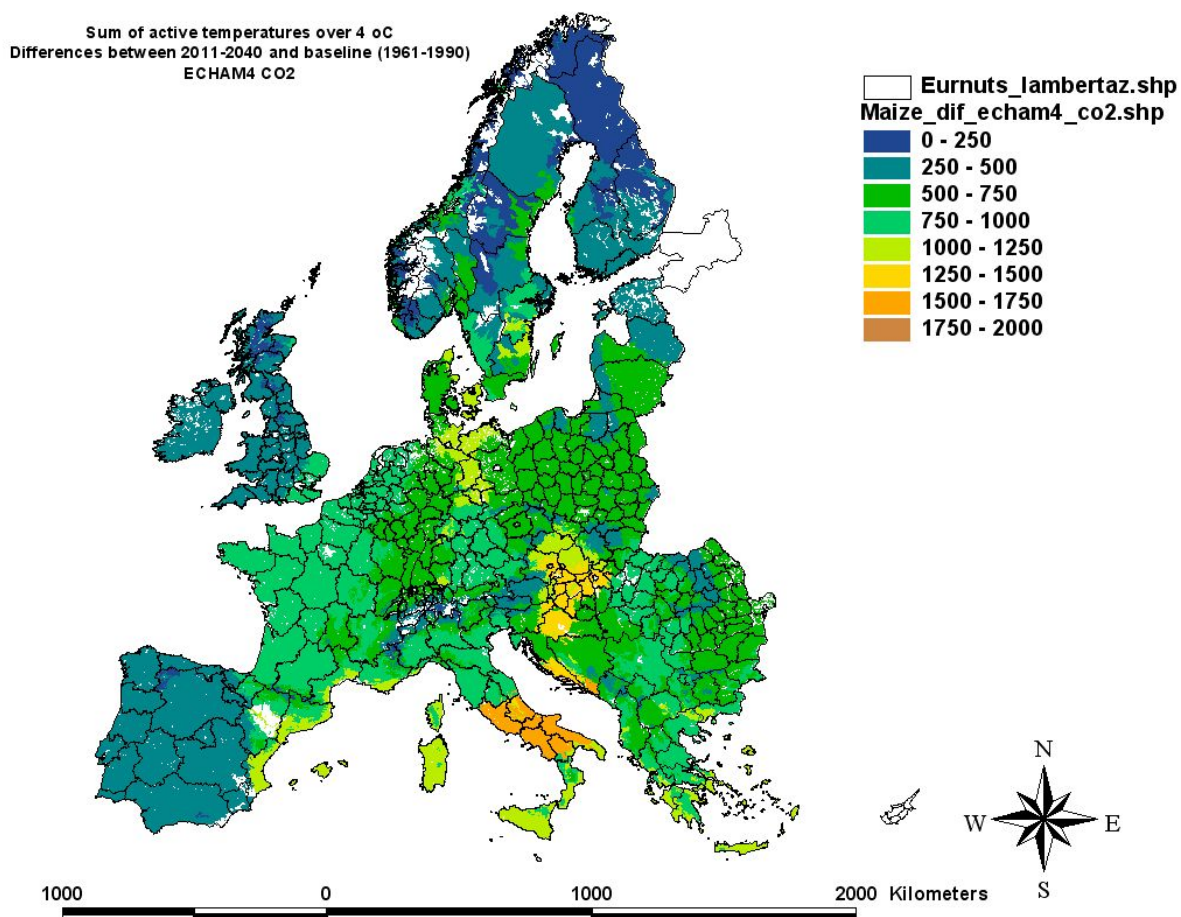 Sum of active temperatures over 4 oC
Differences between 2011-2040 and baseline (1961-1990)
ECHAM4 CO2
Eurnuts_lambertaz.shp
Maize_dif_echam4_co2.shp
0 - 250
250 - 500
500 - 750
750 - 1000
1000 - 1250
1250 - 1500
1500 - 1750
1750 - 2000
N
W E
S
1000 0 1000 2000 Kilometers